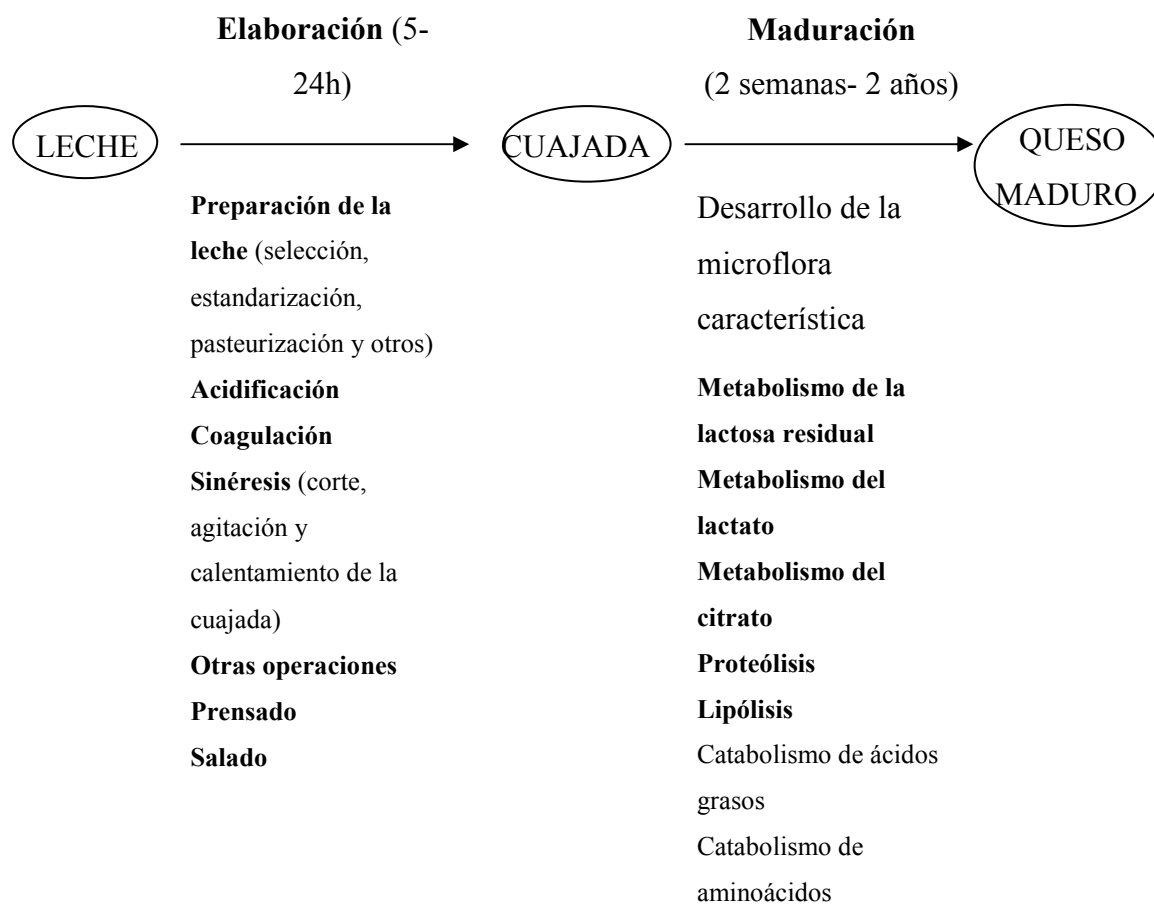 Elaboración (5-
24h)
Maduración
(2 semanas- 2 años)
LECHE
CUAJADA
QUESO
MADURO
Preparación de la
leche (selección,
estandarización,
pasteurización y otros)
Acidificación
Coagulación
Sinéresis (corte,
agitación y
calentamiento de la
cuajada)
Otras operaciones
Prensado
Salado
Desarrollo de la
microflora
característica
Metabolismo de la
lactosa residual
Metabolismo del
lactato
Metabolismo del
citrato
Proteólisis
Lipólisis
Catabolismo de ácidos
grasos
Catabolismo de
aminoácidos